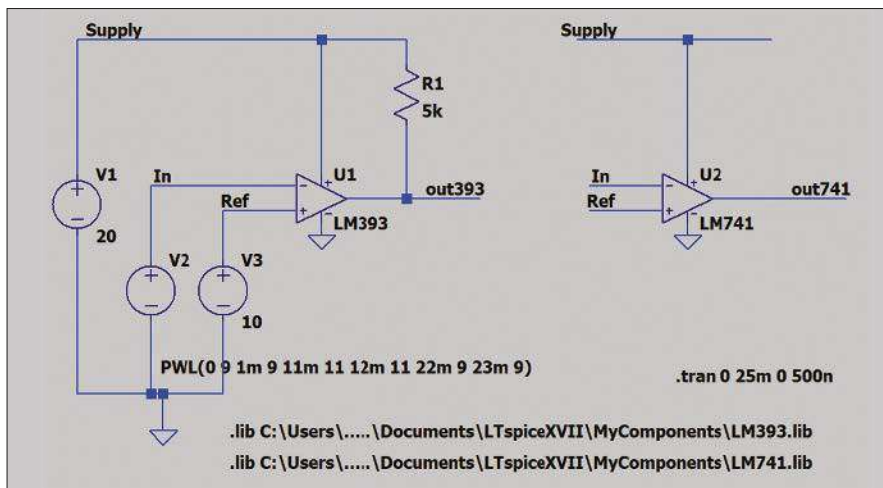 Supply
Supply
R1
5k
V1
In
U1
out393
In
U2
out741
Ref
LM393
Ref
LM741
20
V2
V3
10
PWL(0 9 1m 9 11m 11 12m 11 22m 9 23m 9)
.tran 0 25m 0 500n
.lib C:\Users\.....\Documents\LTspiceXVII\MyComponents\LM393.lib
.lib C:\Users\.....\Documents\LTspiceXVII\MyComponents\LM741.lib